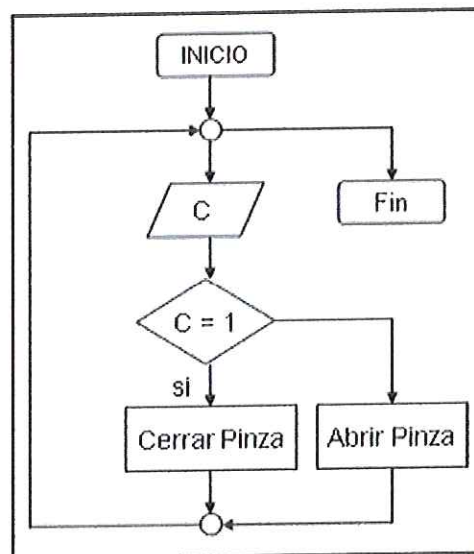 INICIO
C
Fin
C = 1
si
Cerrar Pinza
Abrir Pinza